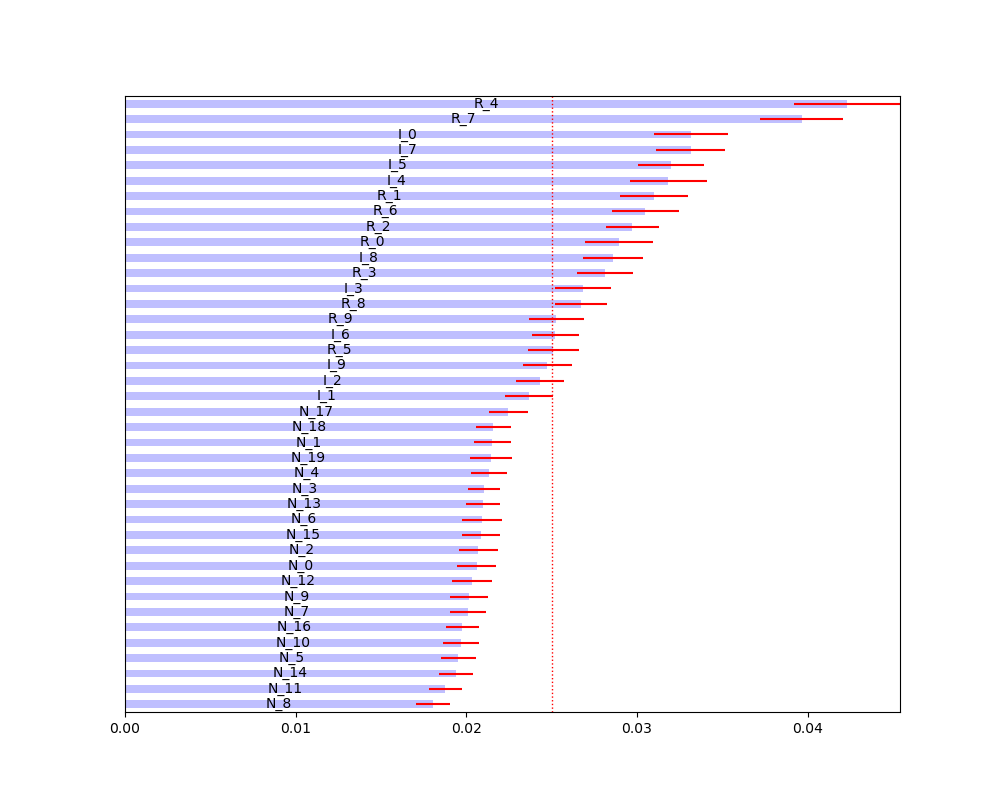 R_4
R_7
I_0
I_7
I_5
I_4
R_1
R_6
R_2
R_0
I_8
R_3
I_3
R_8
R_9
I_6
R_5
I_9
I_2
I_1
N_17
N_18
N_1
N_19
N_4
N_3
N_13
N_6
N_15
N_2
N_0
N_12
N_9
N_7
N_16
N_10
N_5
N_14
N_11
N_8
0.00 0.01 0.02 0.03 0.04